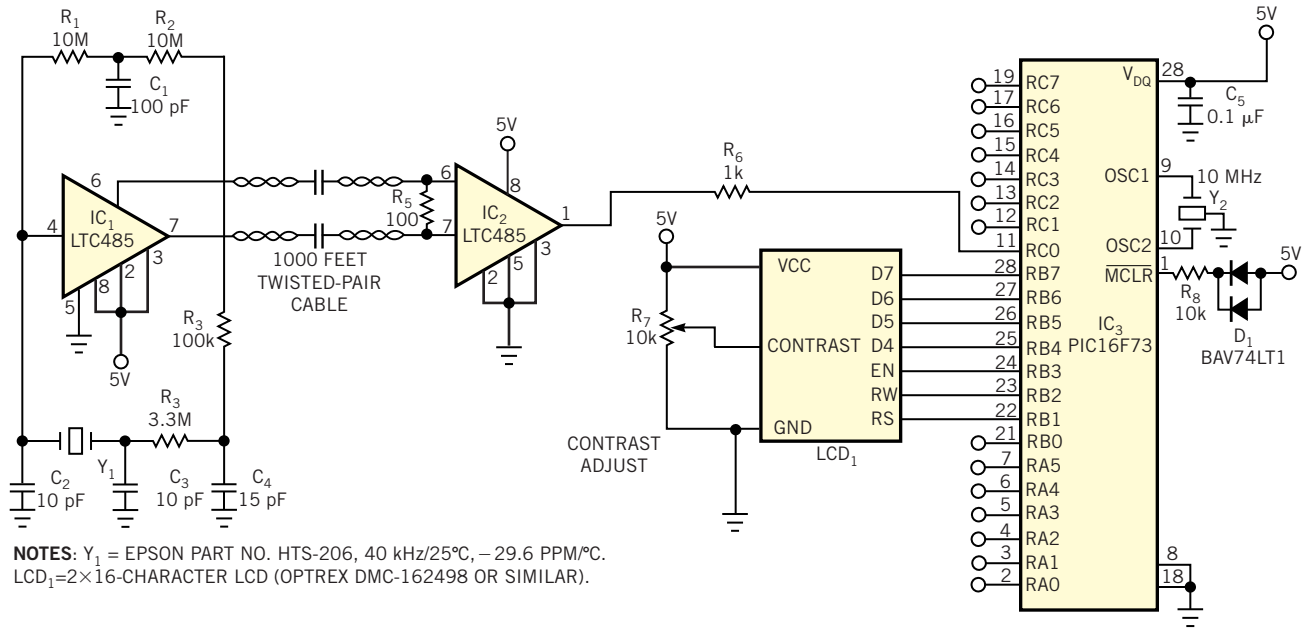 R1
10M
R2
10M
C1
100 pF
6
4
IC1
LTC485
7
3
2
8
5
5V
R3
100k
R3
3.3M
Y1
C2
10 pF
C3
10 pF
C4
15 pF
1000 FEET
TWISTED-PAIR
CABLE
R5
100
5V
6
8
IC2
LTC485
7
1
2
5
3
R6
1k
5V
R7
10k
CONTRAST
ADJUST
VCC
CONTRAST
GND
D7
D6
D5
D4
EN
RW
RS
LCD1
19 RC7
17 RC6
16 RC5
15 RC4
14 RC3
13 RC2
12 RC1
11 RC0
28 RB7
27 RB6
26 RB5
25 RB4
24 RB3
23 RB2
22 RB1
21 RB0
7 RA5
6 RA4
5 RA3
4 RA2
3 RA1
2 RA0
VDQ 28
5V
C5
0.1 µF
OSC1 9
10 MHz
Y2
OSC2 10
MCLR 1
R8
10k
5V
D1
BAV74LT1
IC3
PIC16F73
8
18
NOTES: Y1 = EPSON PART NO. HTS-206, 40 kHz/25°C, −29.6 PPM/°C.
LCD1=2×16-CHARACTER LCD (OPTREX DMC-162498 OR SIMILAR).